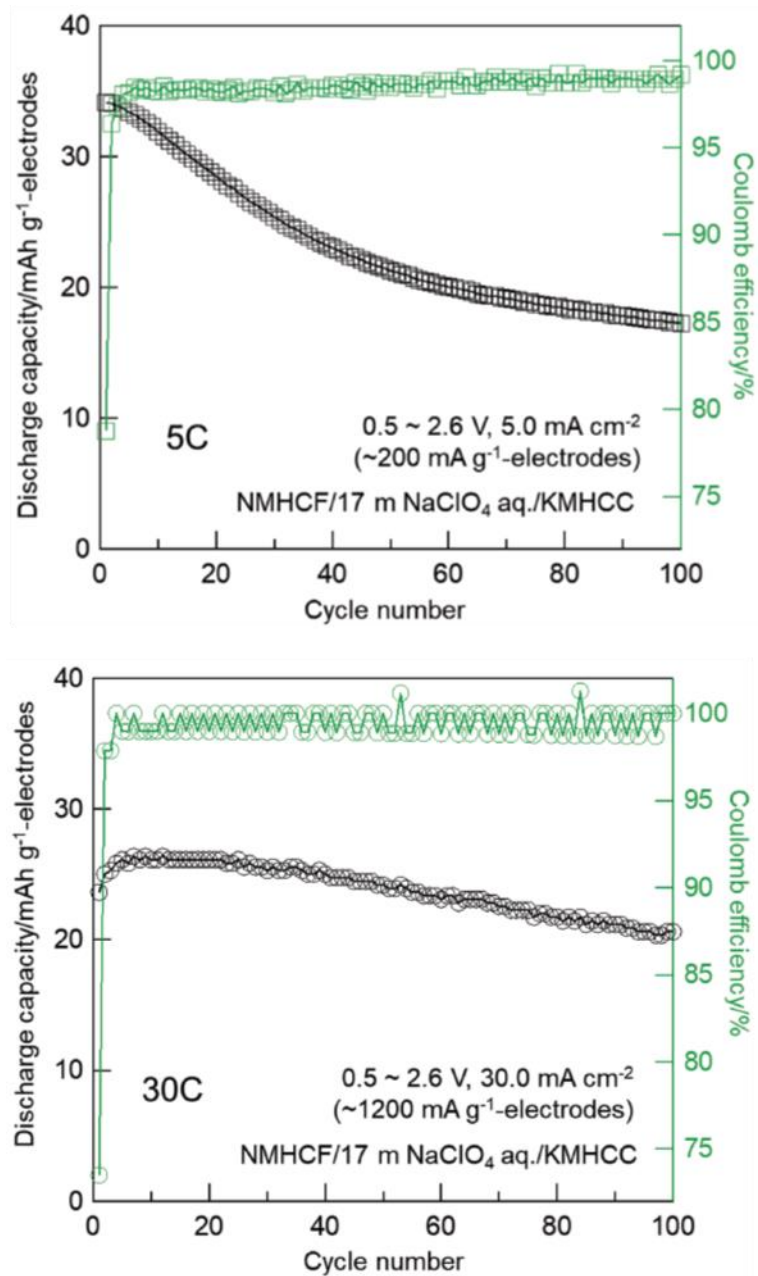 40
30
20
10
0
Discharge capacity/mAh g⁻¹-electrodes
100
95
90
85
80
75
Coulomb efficiency/%
5C
0.5 ~ 2.6 V, 5.0 mA cm⁻²
(~200 mA g⁻¹-electrodes)
NMHCF/17 m NaClO₄ aq./KMHCC
0 20 40 60 80 100
Cycle number
40
30
20
10
0
Discharge capacity/mAh g⁻¹-electrodes
100
95
90
85
80
75
Coulomb efficiency/%
30C
0.5 ~ 2.6 V, 30.0 mA cm⁻²
(~1200 mA g⁻¹-electrodes)
NMHCF/17 m NaClO₄ aq./KMHCC
0 20 40 60 80 100
Cycle number